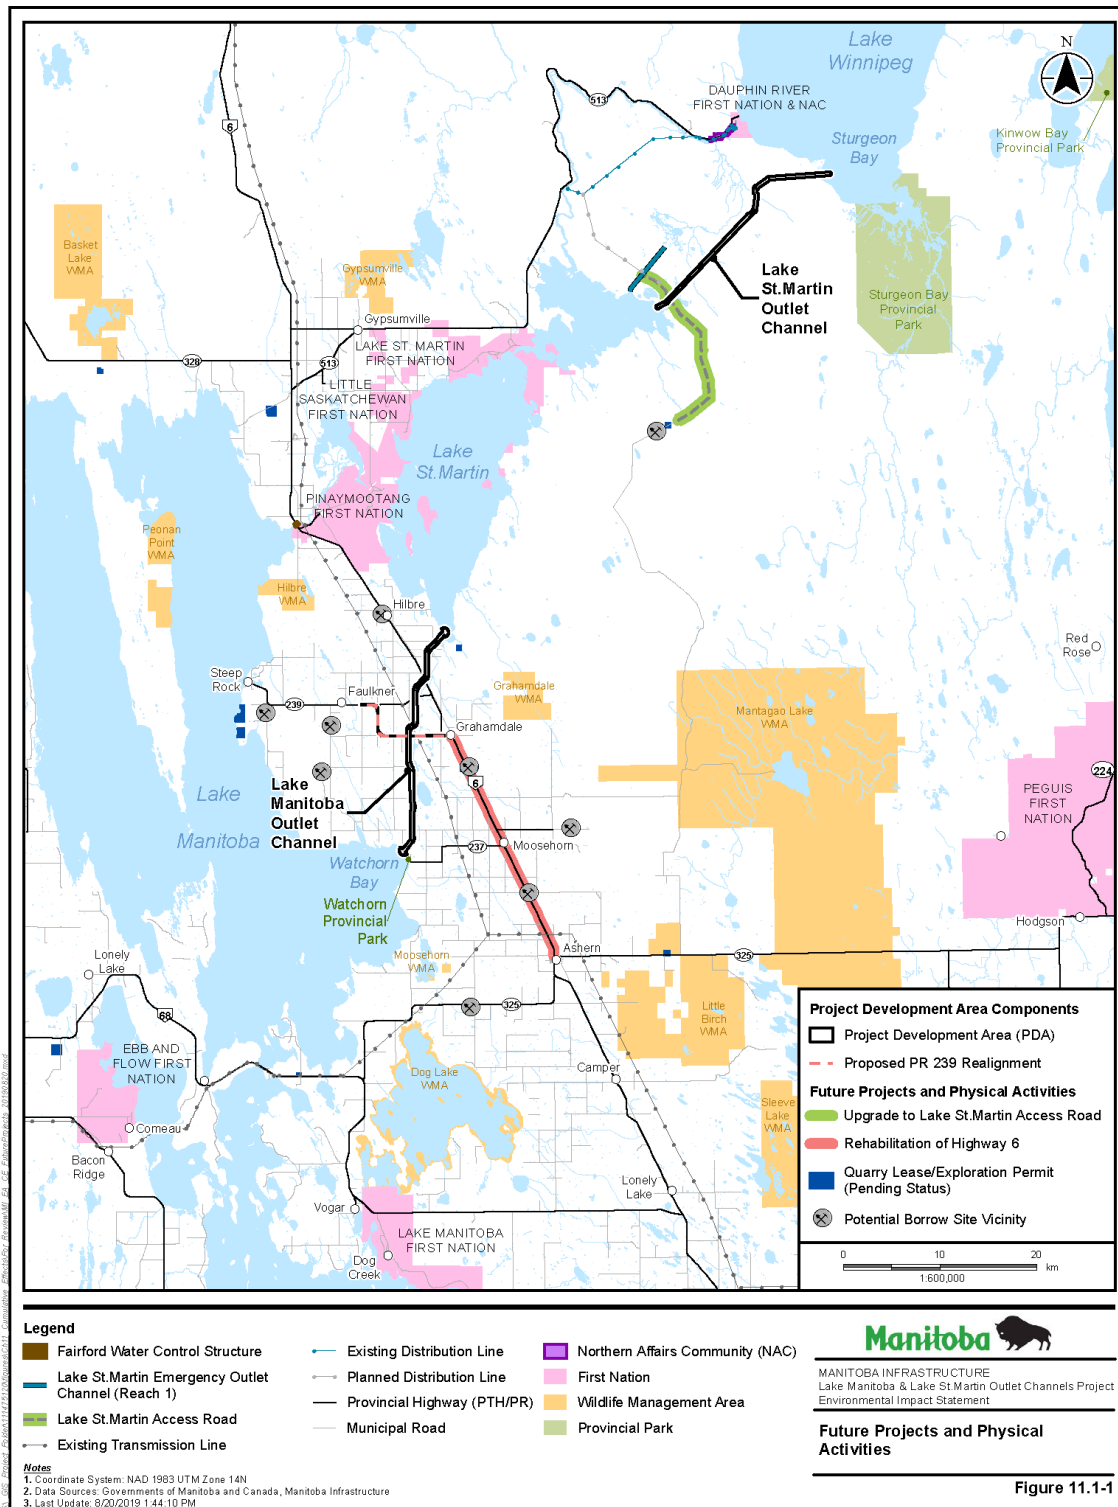 Lake
Winnipeg
N
DAUPHIN RIVER
FIRST NATION & NAC
513
6
Sturgeon
Bay
Kinwow Bay
Provincial Park
Basket
Lake
WMA
Gypsumville
WMA
Lake
St.Martin
Outlet
Channel
Sturgeon Bay
Provincial
Park
Gypsumville
LAKE ST. MARTIN
FIRST NATION
328
513
LITTLE
SASKATCHEWAN
FIRST NATION
Lake
St.Martin
PINAYMOOTANG
FIRST NATION
Peonan
Point
WMA
Hilbre
WMA
Hilbre
Red
Rose
Steep
Rock
Faulkner
239
Grahamdale
WMA
Mantagao Lake
WMA
Grahamdale
6
224
Lake
Manitoba
Outlet
Channel
Lake
Manitoba
PEGUIS
FIRST
NATION
237
Moosehorn
Watchorn
Bay
Watchorn
Provincial
Park
Hodgson
Ashern
325
Lonely
Lake
Moosehorn
WMA
325
68
Little
Birch
WMA
EBB AND
FLOW FIRST
NATION
Dog Lake
WMA
Camper
Sleeve
Lake
WMA
Comeau
Bacon
Ridge
Lonely
Lake
Vogar
LAKE MANITOBA
FIRST NATION
Dog
Creek
Project Development Area Components
Project Development Area (PDA)
Proposed PR 239 Realignment
Future Projects and Physical Activities
Upgrade to Lake St.Martin Access Road
Rehabilitation of Highway 6
Quarry Lease/Exploration Permit
(Pending Status)
Potential Borrow Site Vicinity
0 10 20
km
1:600,000
Legend
Fairford Water Control Structure
Lake St.Martin Emergency Outlet
Channel (Reach 1)
Lake St.Martin Access Road
Existing Transmission Line
Existing Distribution Line
Planned Distribution Line
Provincial Highway (PTH/PR)
Municipal Road
Northern Affairs Community (NAC)
First Nation
Wildlife Management Area
Provincial Park
Notes
1. Coordinate System: NAD 1983 UTM Zone 14N
2. Data Sources: Governments of Manitoba and Canada, Manitoba Infrastructure
3. Last Update: 8/20/2019 1:44:10 PM
Manitoba
MANITOBA INFRASTRUCTURE
Lake Manitoba & Lake St.Martin Outlet Channels Project
Environmental Impact Statement
Future Projects and Physical
Activities
Figure 11.1-1